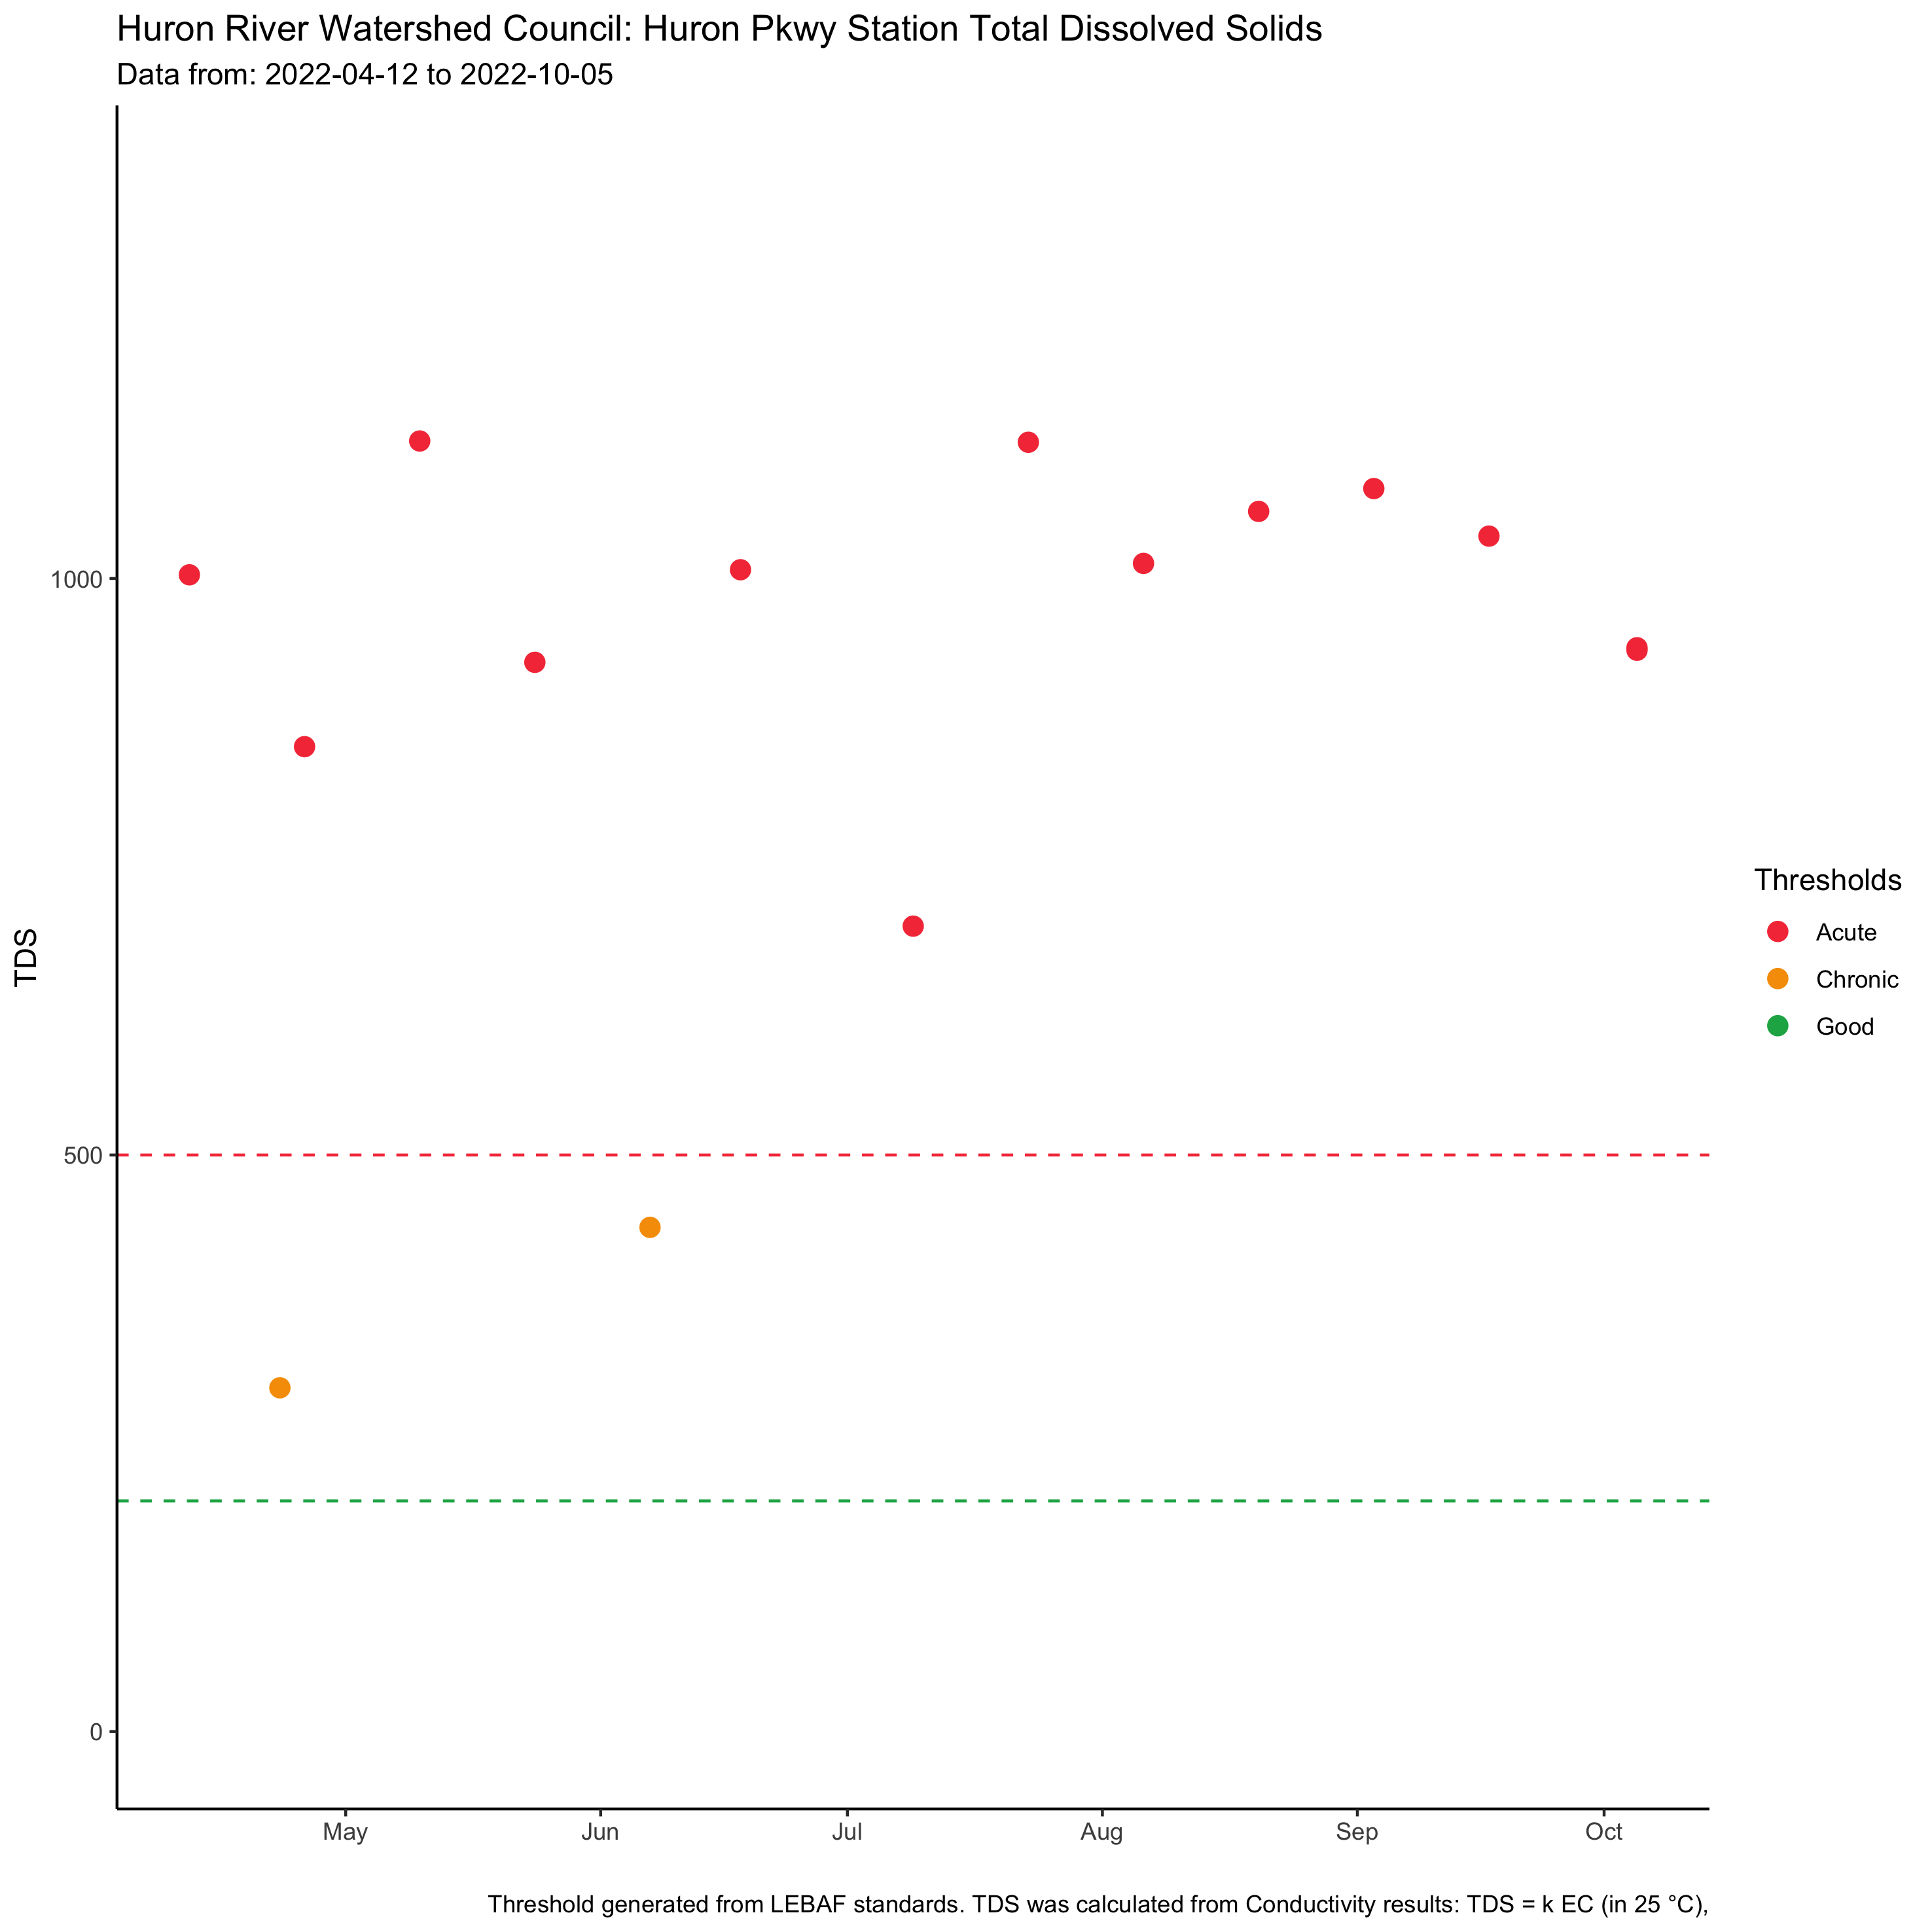 Huron River Watershed Council: Huron Pkwy Station Total Dissolved Solids
Data from: 2022-04-12 to 2022-10-05
1000
500
0
TDS
May
Jun
Jul
Aug
Sep
Oct
Thresholds
Acute
Chronic
Good
Threshold generated from LEBAF standards. TDS was calculated from Conductivity results: TDS = k EC (in 25 °C),